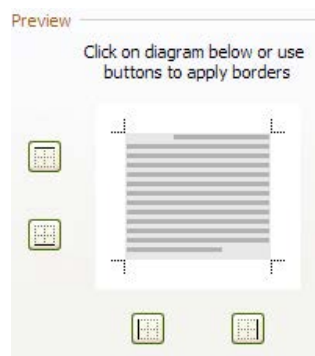 Preview
Click on diagram below or use
buttons to apply borders